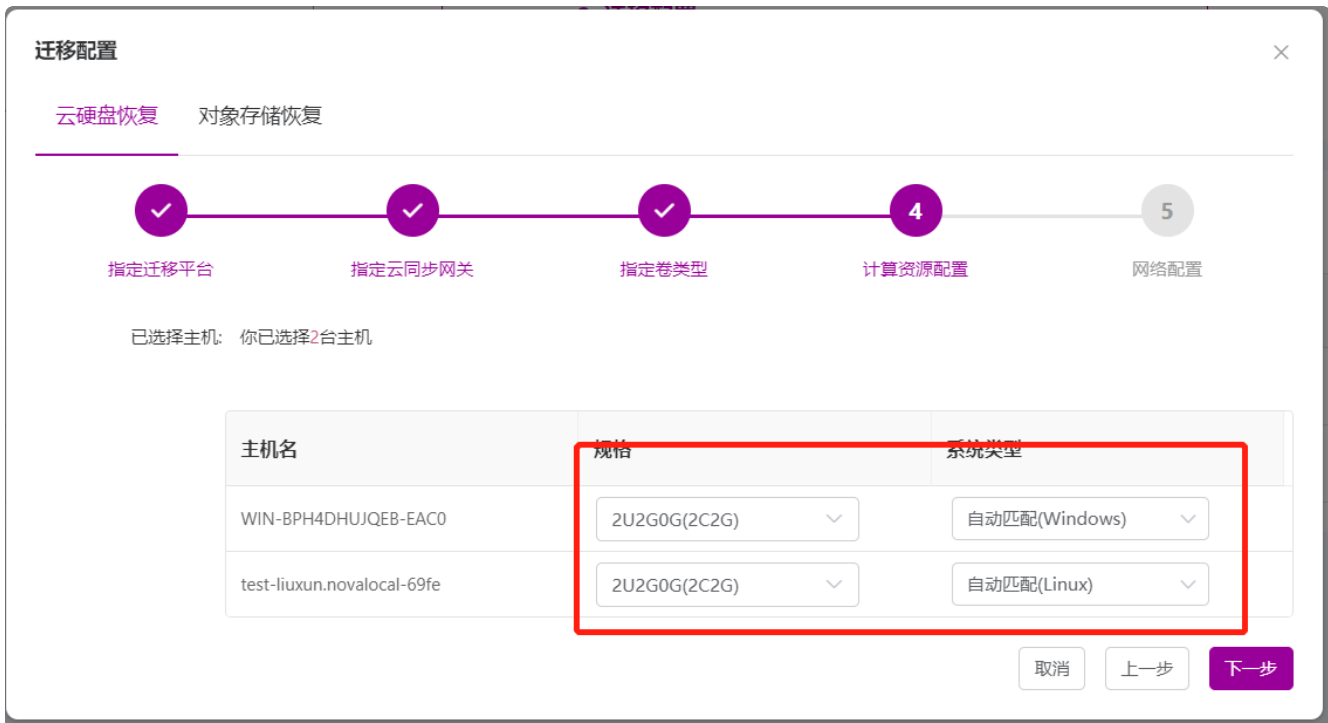 迁移配置
云硬盘恢复 对象存储恢复
4 5
指定迁移平台 指定云同步网关 指定卷类型 计算资源配置 网络配置
已选择主机: 你已选择2台主机
主机名 规格 系统类型
WIN-BPH4DHUJQEB-EAC0 2U2G0G(2C2G) 自动匹配(Windows)
test-liuxun.novalocal-69fe 2U2G0G(2C2G) 自动匹配(Linux)
取消 上一步 下一步